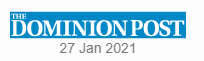 THE
DOMINION POST
27 Jan 2021